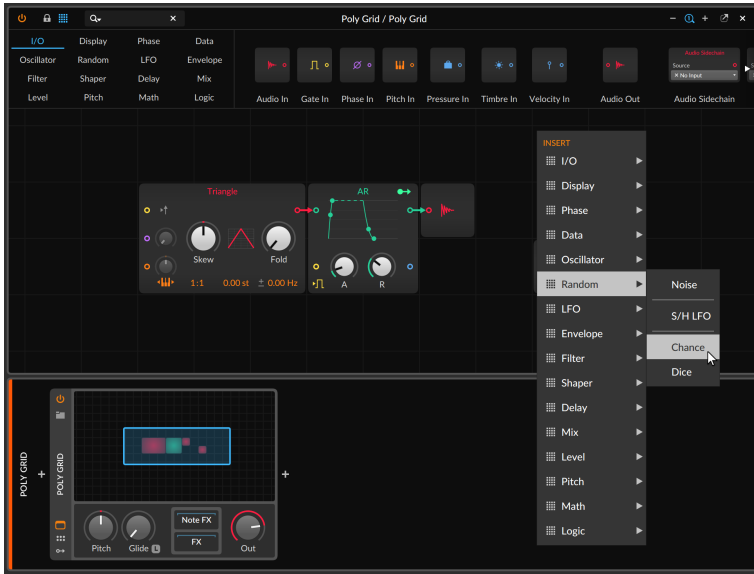 Poly Grid / Poly Grid
I/O Display Phase Data
Oscillator Random LFO Envelope
Filter Shaper Delay Mix
Level Pitch Math Logic
Audio In Gate In Phase In Pitch In Pressure In Timbre In Velocity In Audio Out Audio Sidechain
Audio Sidechain
Source
× No Input
INSERT
I/O
Display
Phase
Data
Oscillator
Random
LFO
Envelope
Filter
Shaper
Delay
Mix
Level
Pitch
Math
Logic
Noise
S/H LFO
Chance
Dice
Triangle
Skew Fold
1:1 0.00 st ± 0.00 Hz
AR
A R
POLY GRID
POLY GRID
Pitch Glide L
Note FX
FX
Out